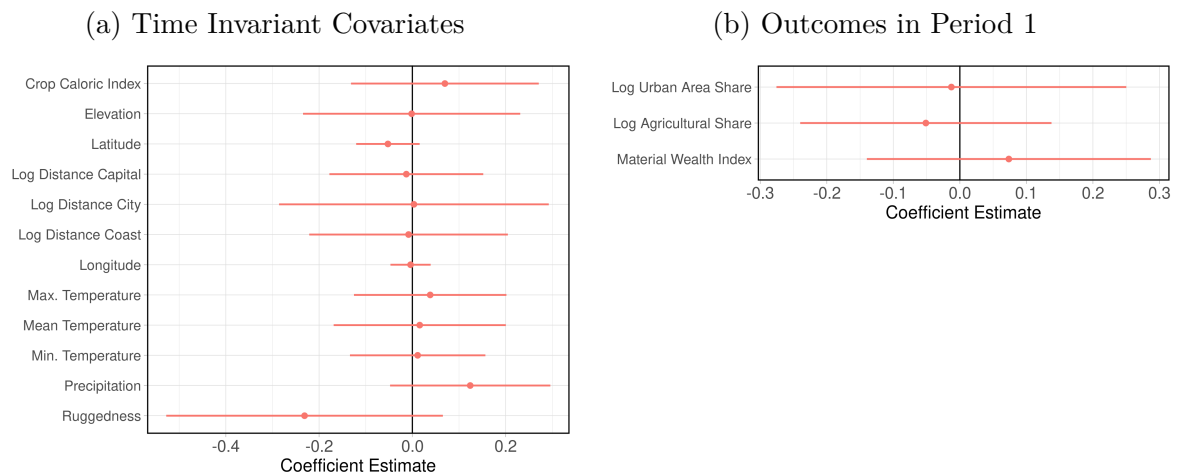 (a) Time Invariant Covariates
Crop Caloric Index
Elevation
Latitude
Log Distance Capital
Log Distance City
Log Distance Coast
Longitude
Max. Temperature
Mean Temperature
Min. Temperature
Precipitation
Ruggedness
-0.4 -0.2 0.0 0.2
Coefficient Estimate
(b) Outcomes in Period 1
Log Urban Area Share
Log Agricultural Share
Material Wealth Index
-0.3 -0.2 -0.1 0.0 0.1 0.2 0.3
Coefficient Estimate